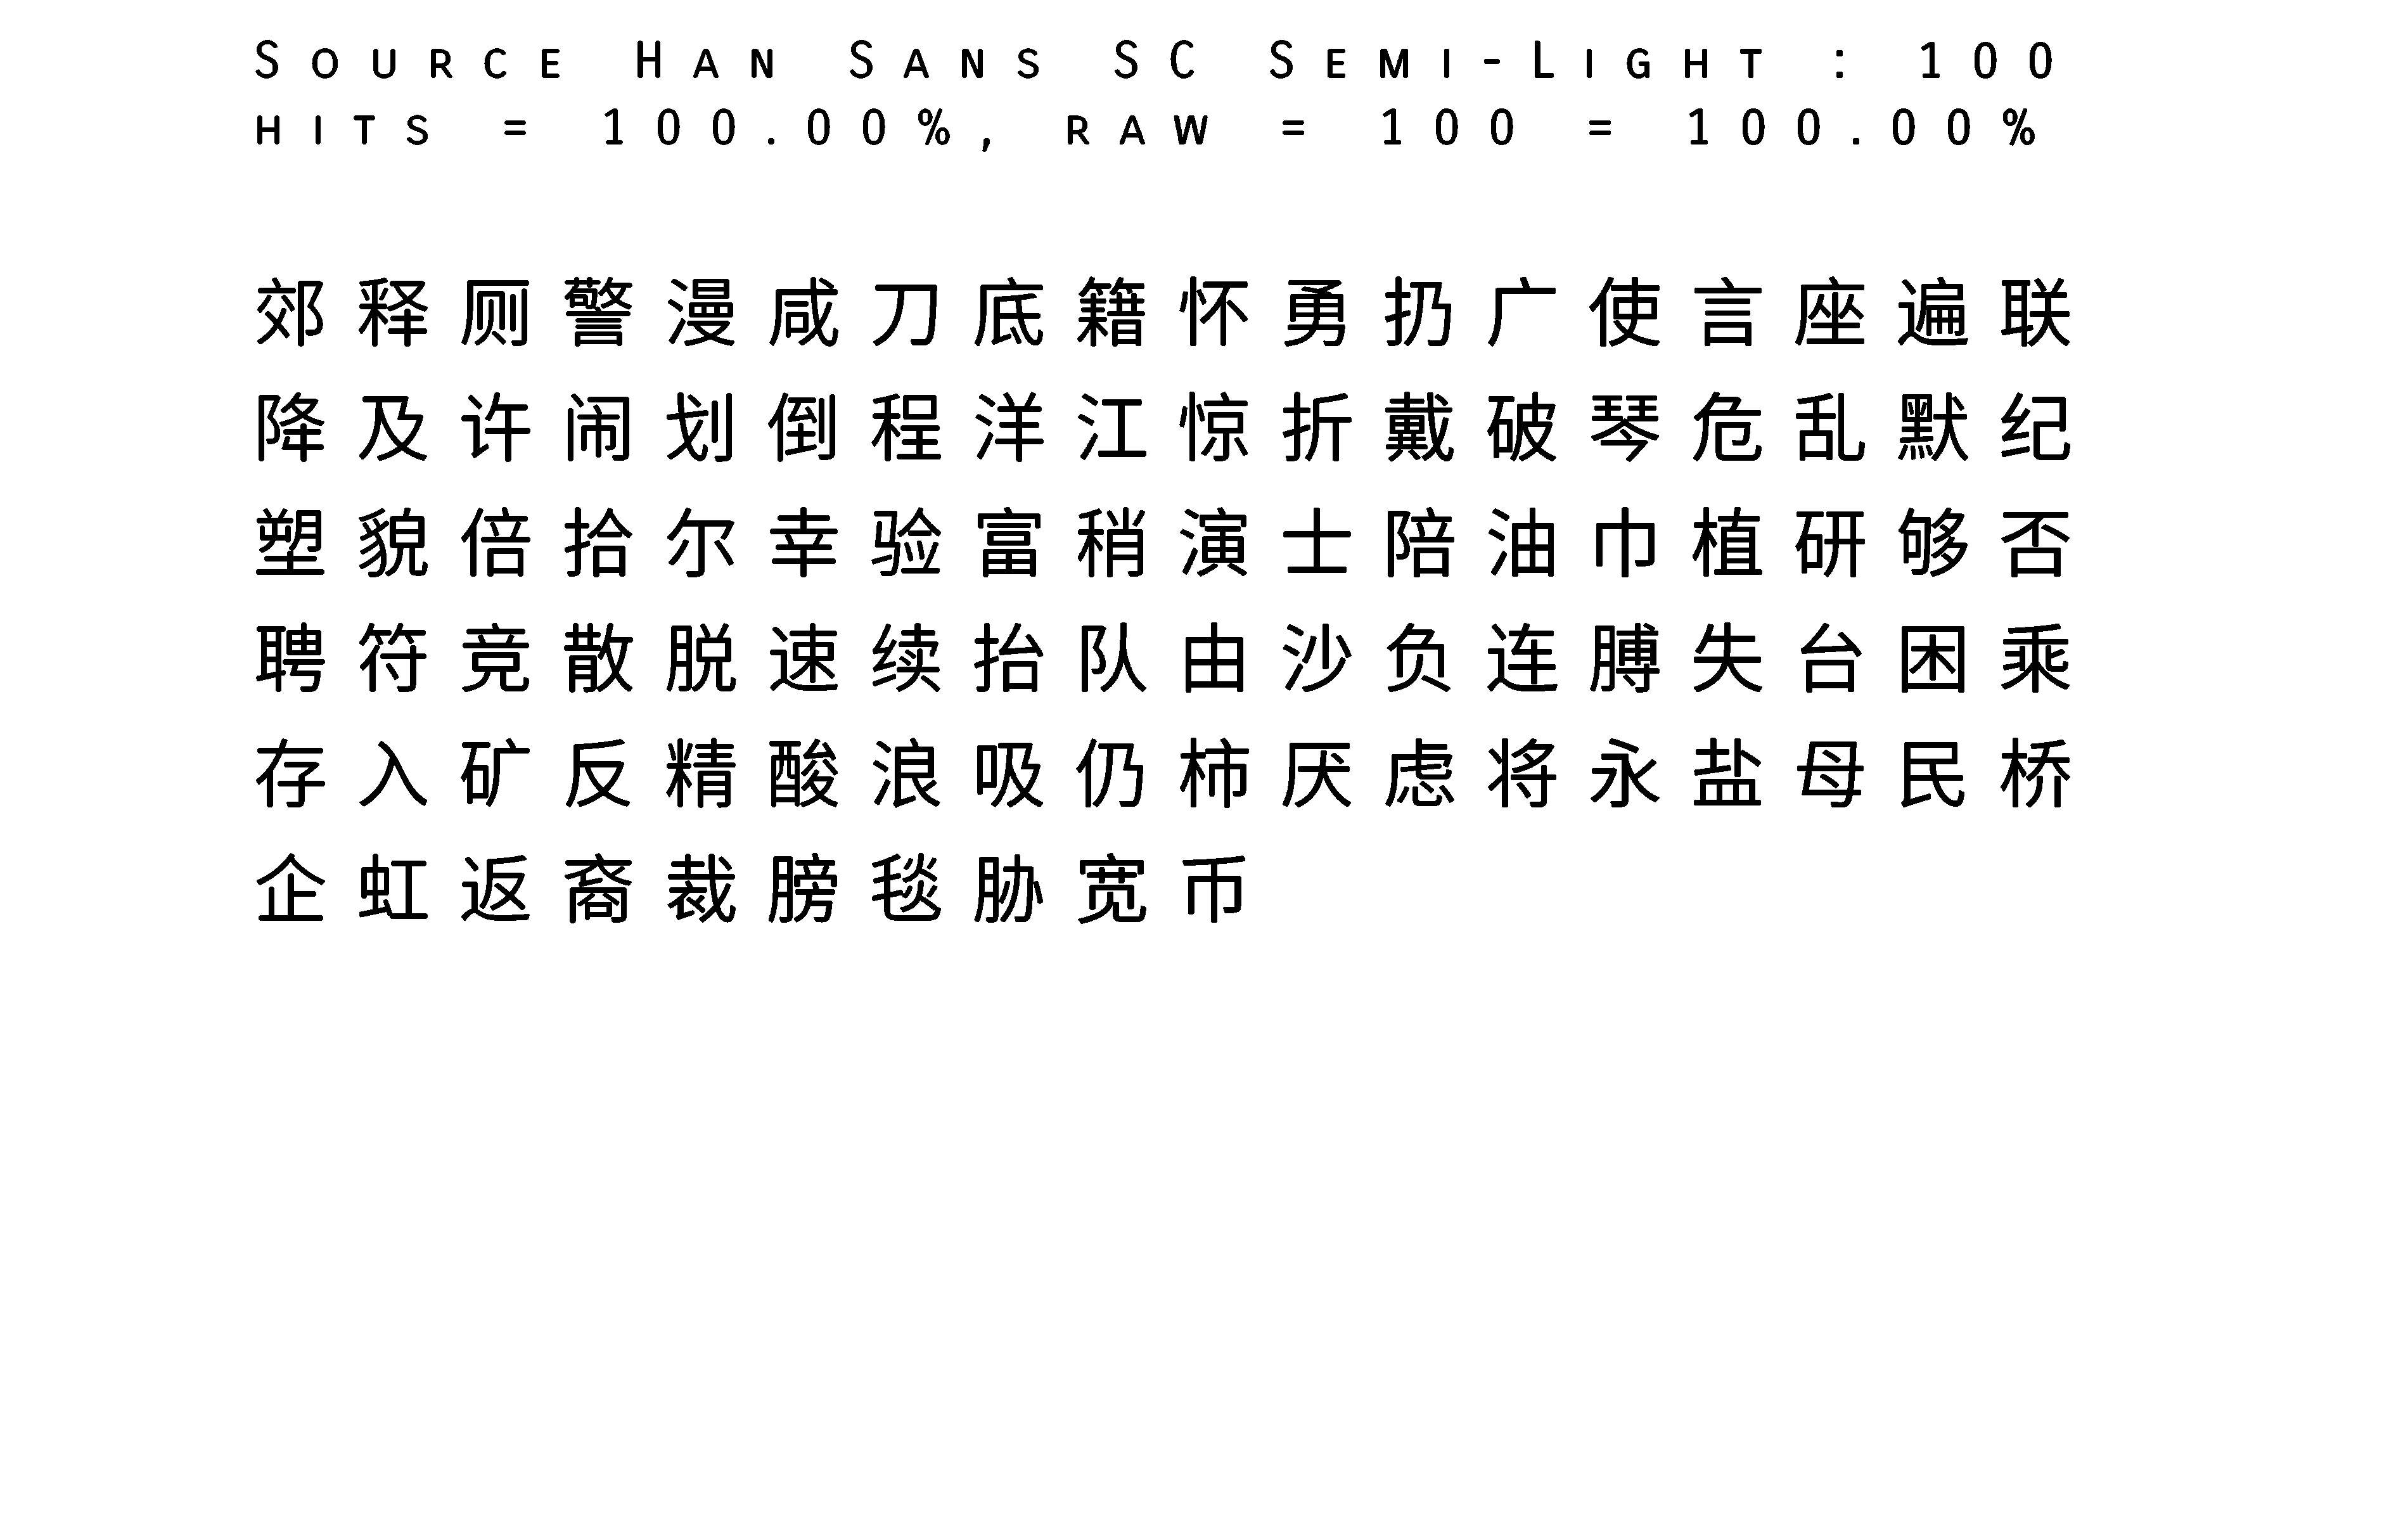 Source Han Sans SC Semi-Light : 100
hits = 100.00%, raw = 100 = 100.00%
郊释厕警漫咸刀底籍怀勇扔广使言座遍联
降及许闹划倒程洋江惊折戴破琴危乱默纪
塑貌倍拾尔幸验富稍演士陪油巾植研够否
聘符竞散脱速续抬队由沙负连膊失台困乘
存入矿反精酸浪吸仍柿厌虑将永盐母民桥
企虹返裔裁膀毯胁宽币